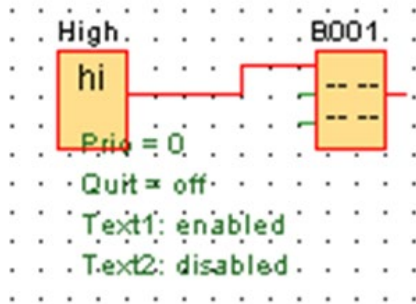 High
B001
hi
-- --
-- --
Prio = 0
Quit = off
Text1: enabled
Text2: disabled